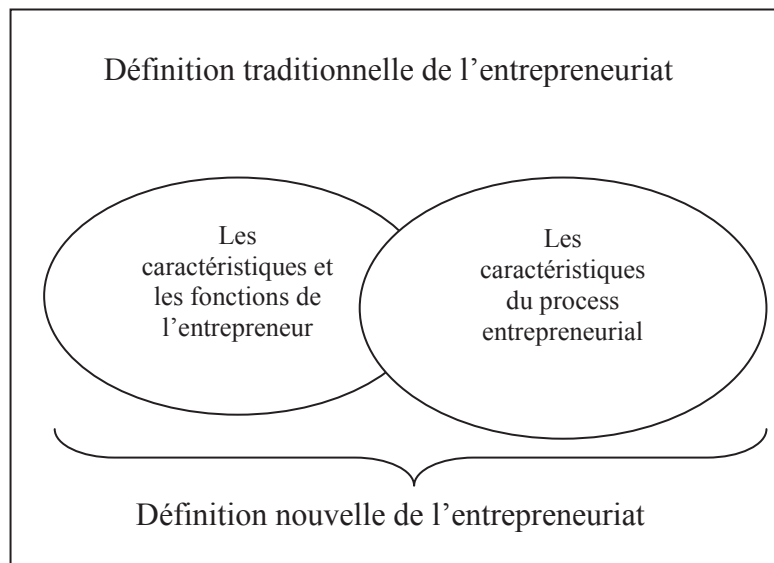 Définition traditionnelle de l’entrepreneuriat
Les
caractéristiques et
les fonctions de
l’entrepreneur
Les
caractéristiques
du process
entrepreneurial
Définition nouvelle de l’entrepreneuriat